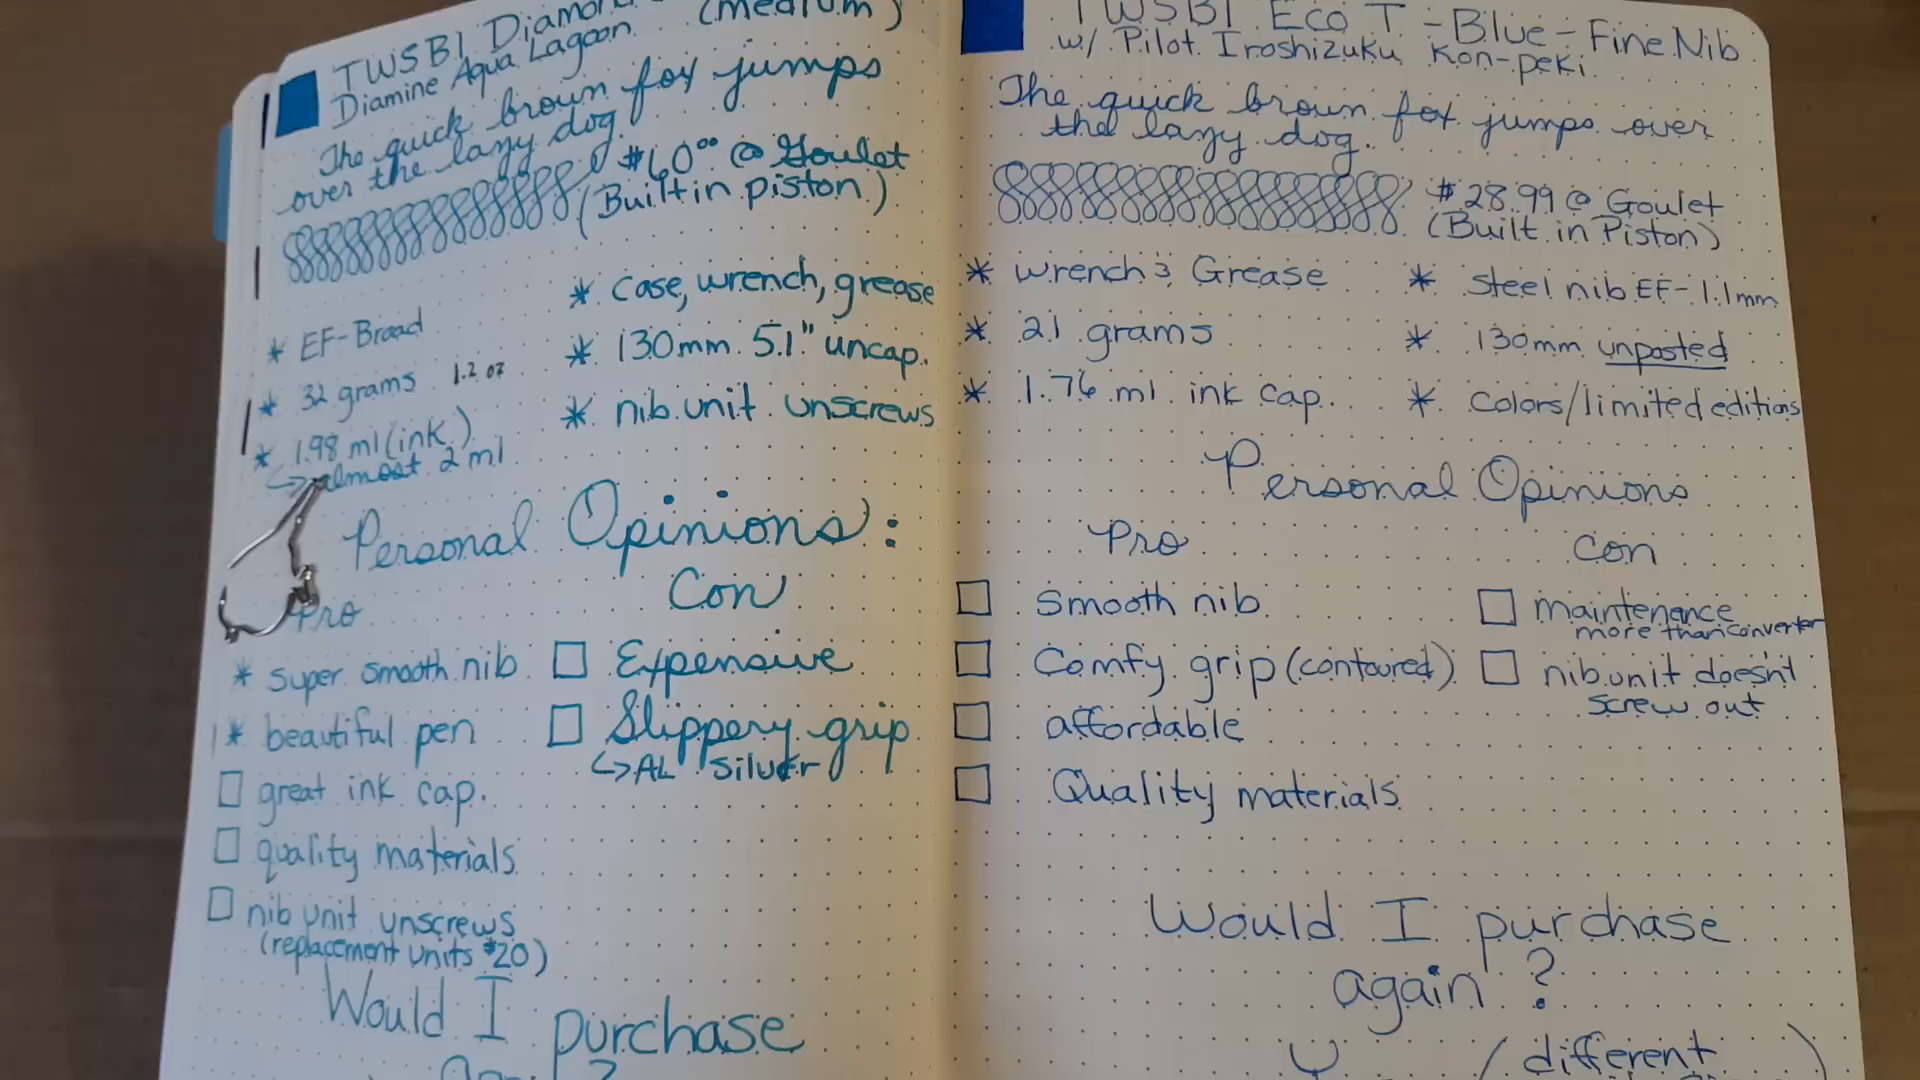 TWSBI Diamon
(medium)
Diamine Aqua Lagoon
The quick broun fox jumps
over the lazy dog.
$60⁰⁰ @ Goulet
(Built in piston)
* EF-Broad
* 32 grams 1.2 oz
* 1.98 ml (ink)
↳ almost 2 ml
* case, wrench, grease
* 130mm 5.1" uncap.
* nib unit unscrews
Personal Opinions:
Pro
* super smooth nib
* beautiful pen
great ink cap.
quality materials
nib unit unscrews
(replacement units $20)
Con
Expensive
Slippery grip
↳ AL Silver
Would I purchase
TWSBI Eco T - Blue - Fine Nib
w/ Pilot Iroshizuku Kon-peki
The quick broun fox jumps over
the lazy dog.
$28.99 @ Goulet
(Built in Piston)
* wrench & Grease
* 21 grams
* 1.76 ml ink cap.
* steel nib EF - 1.1mm
* 130mm unposted
* colors/limited editions
Personal Opinions
Pro
smooth nib
Comfy grip (contoured)
affordable
Quality materials
Con
maintenance
more than converter
nib unit doesn't
screw out
Would I purchase
again?
(different